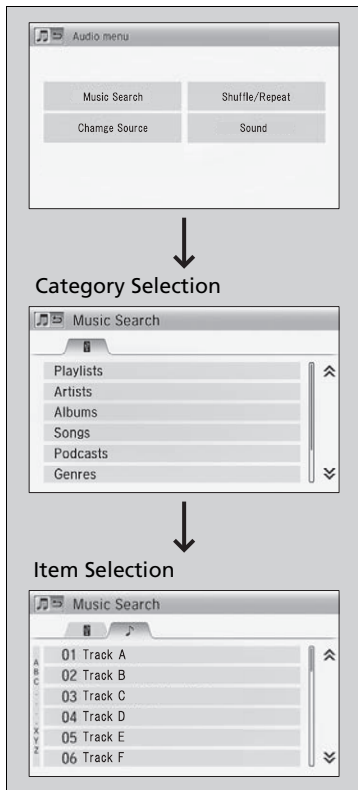 Audio menu
Music Search Shuffle/Repeat
Chamge Source Sound
Category Selection
Music Search
Playlists
Artists
Albums
Songs
Podcasts
Genres
Item Selection
Music Search
01 Track A
02 Track B
03 Track C
04 Track D
05 Track E
06 Track F
A
B
C
X
Y
Z